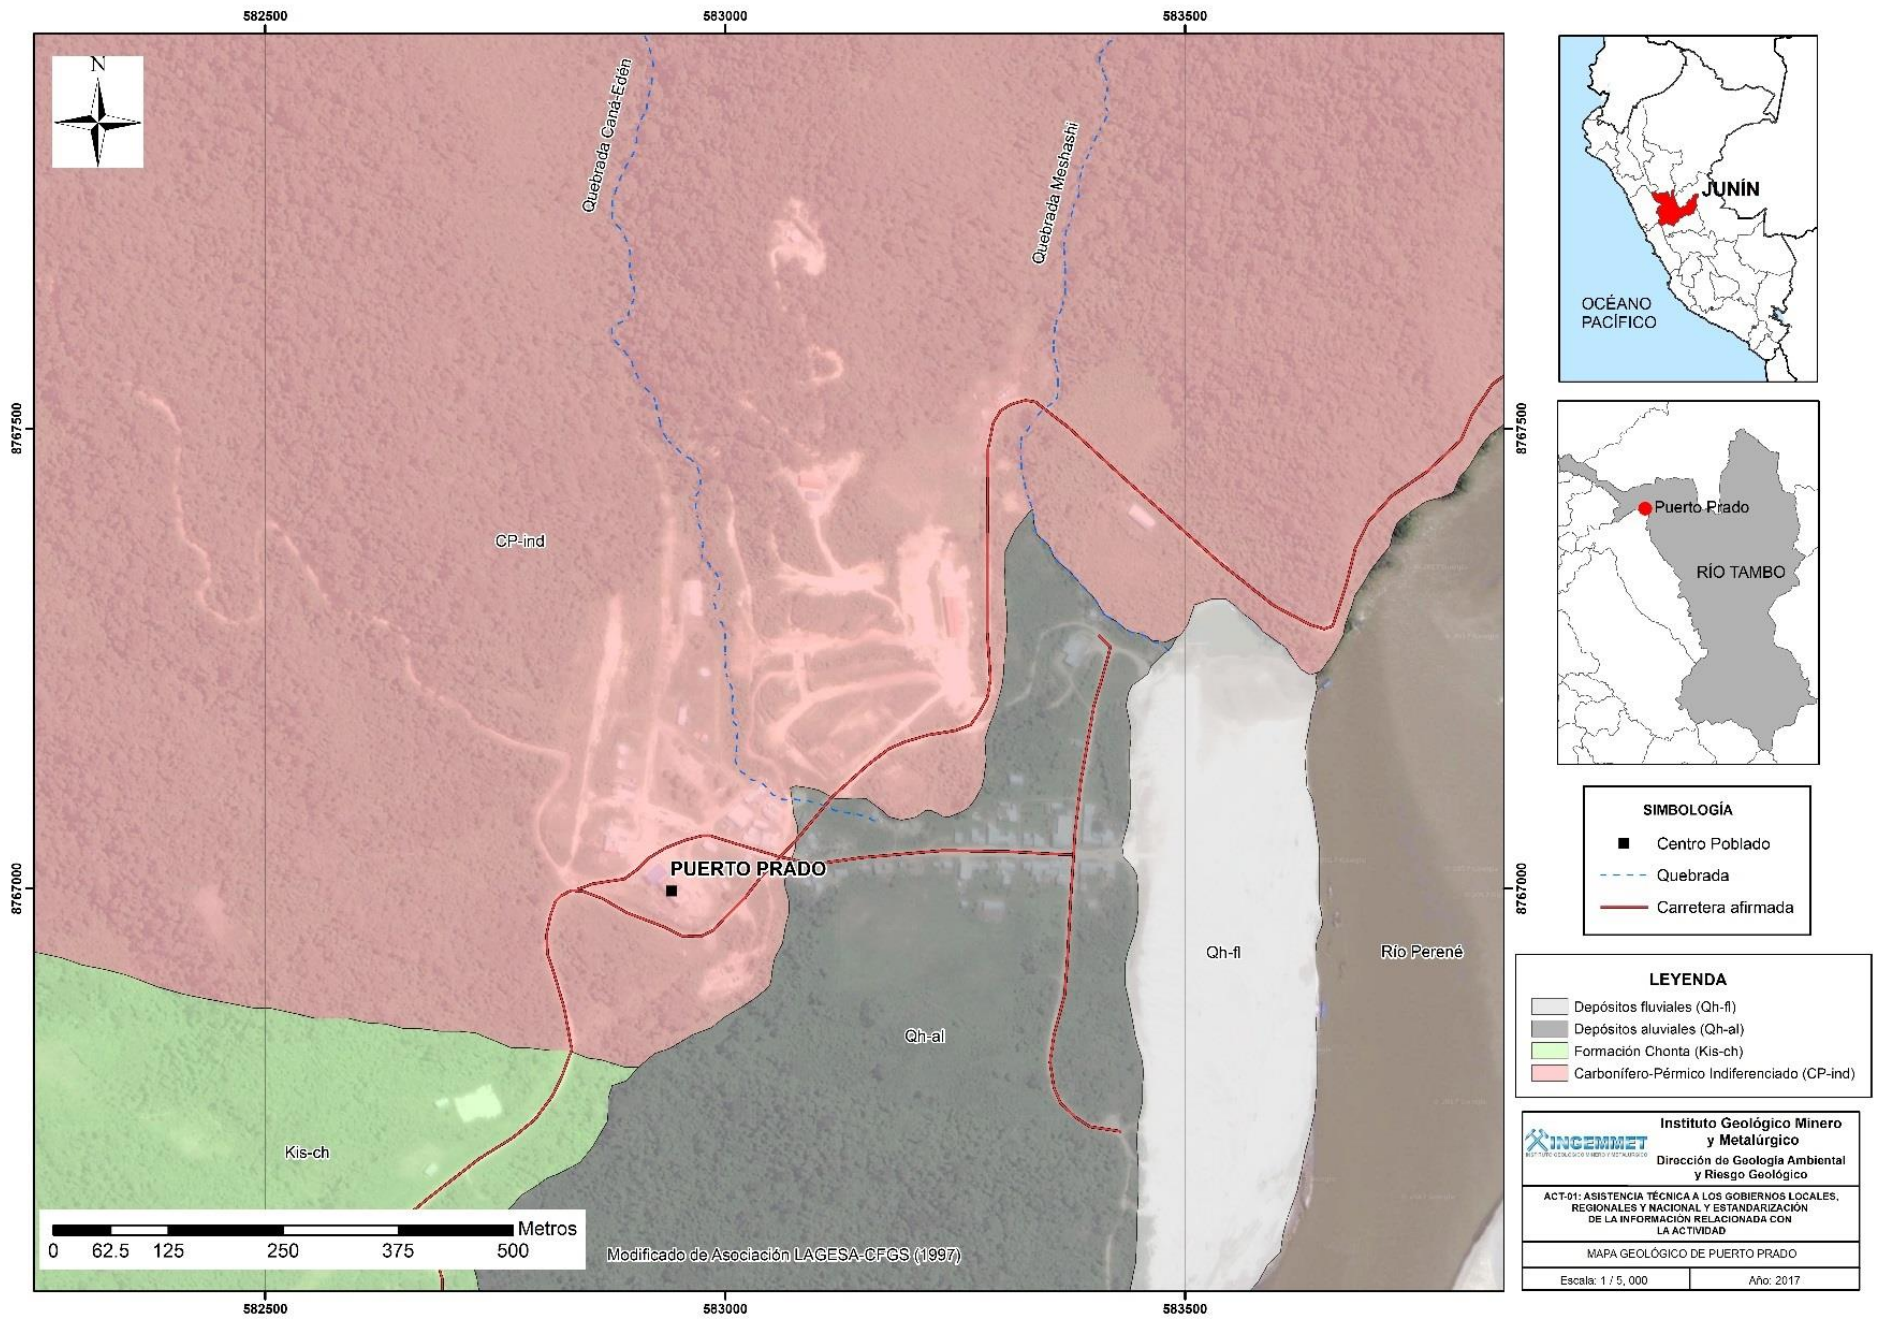 582500
583000
583500
N
Quebrada Caná-Edén
Quebrada Meshashi
8767500
8767500
CP-ind
PUERTO PRADO
8767000
8767000
Qh-fl
Río Perené
Qh-al
Kis-ch
Metros
0 62.5 125 250 375 500
Modificado de Asociación LAGESA-CFGS (1997)
582500
583000
583500
JUNÍN
OCÉANO
PACÍFICO
Puerto Prado
RÍO TAMBO
SIMBOLOGÍA
Centro Poblado
Quebrada
Carretera afirmada
LEYENDA
Depósitos fluviales (Qh-fl)
Depósitos aluviales (Qh-al)
Formación Chonta (Kis-ch)
Carbonífero-Pérmico Indiferenciado (CP-ind)
INGEMMET
INSTITUTO GEOLÓGICO MINERO Y METALÚRGICO
Instituto Geológico Minero
y Metalúrgico
Dirección de Geología Ambiental
y Riesgo Geológico
ACT-01: ASISTENCIA TÉCNICA A LOS GOBIERNOS LOCALES,
REGIONALES Y NACIONAL Y ESTANDARIZACIÓN
DE LA INFORMACIÓN RELACIONADA CON
LA ACTIVIDAD
MAPA GEOLÓGICO DE PUERTO PRADO
Escala: 1 / 5, 000
Año: 2017